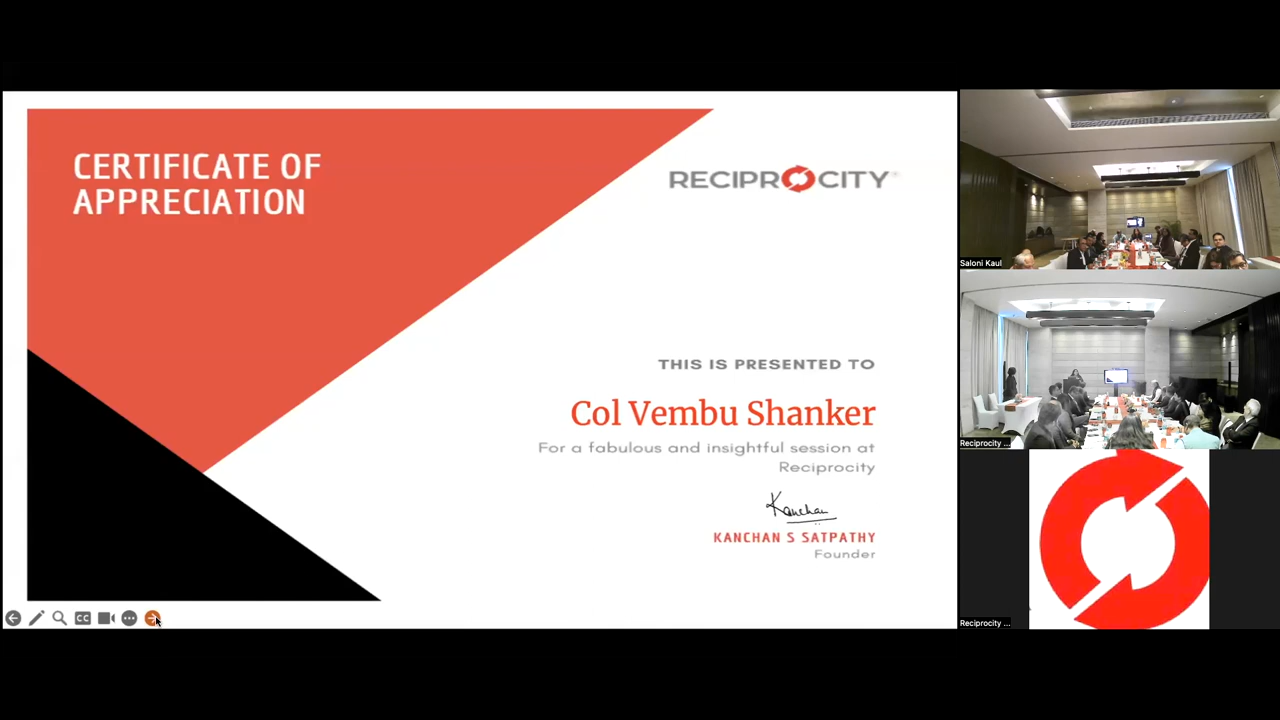 CERTIFICATE OF
APPRECIATION
RECIPROCITY
THIS IS PRESENTED TO
Col Vembu Shanker
For a fabulous and insightful session at
Reciprocity
Kanchan
KANCHAN S SATPATHY
Founder
CC
Saloni Kaul
Reciprocity ...
Reciprocity ...